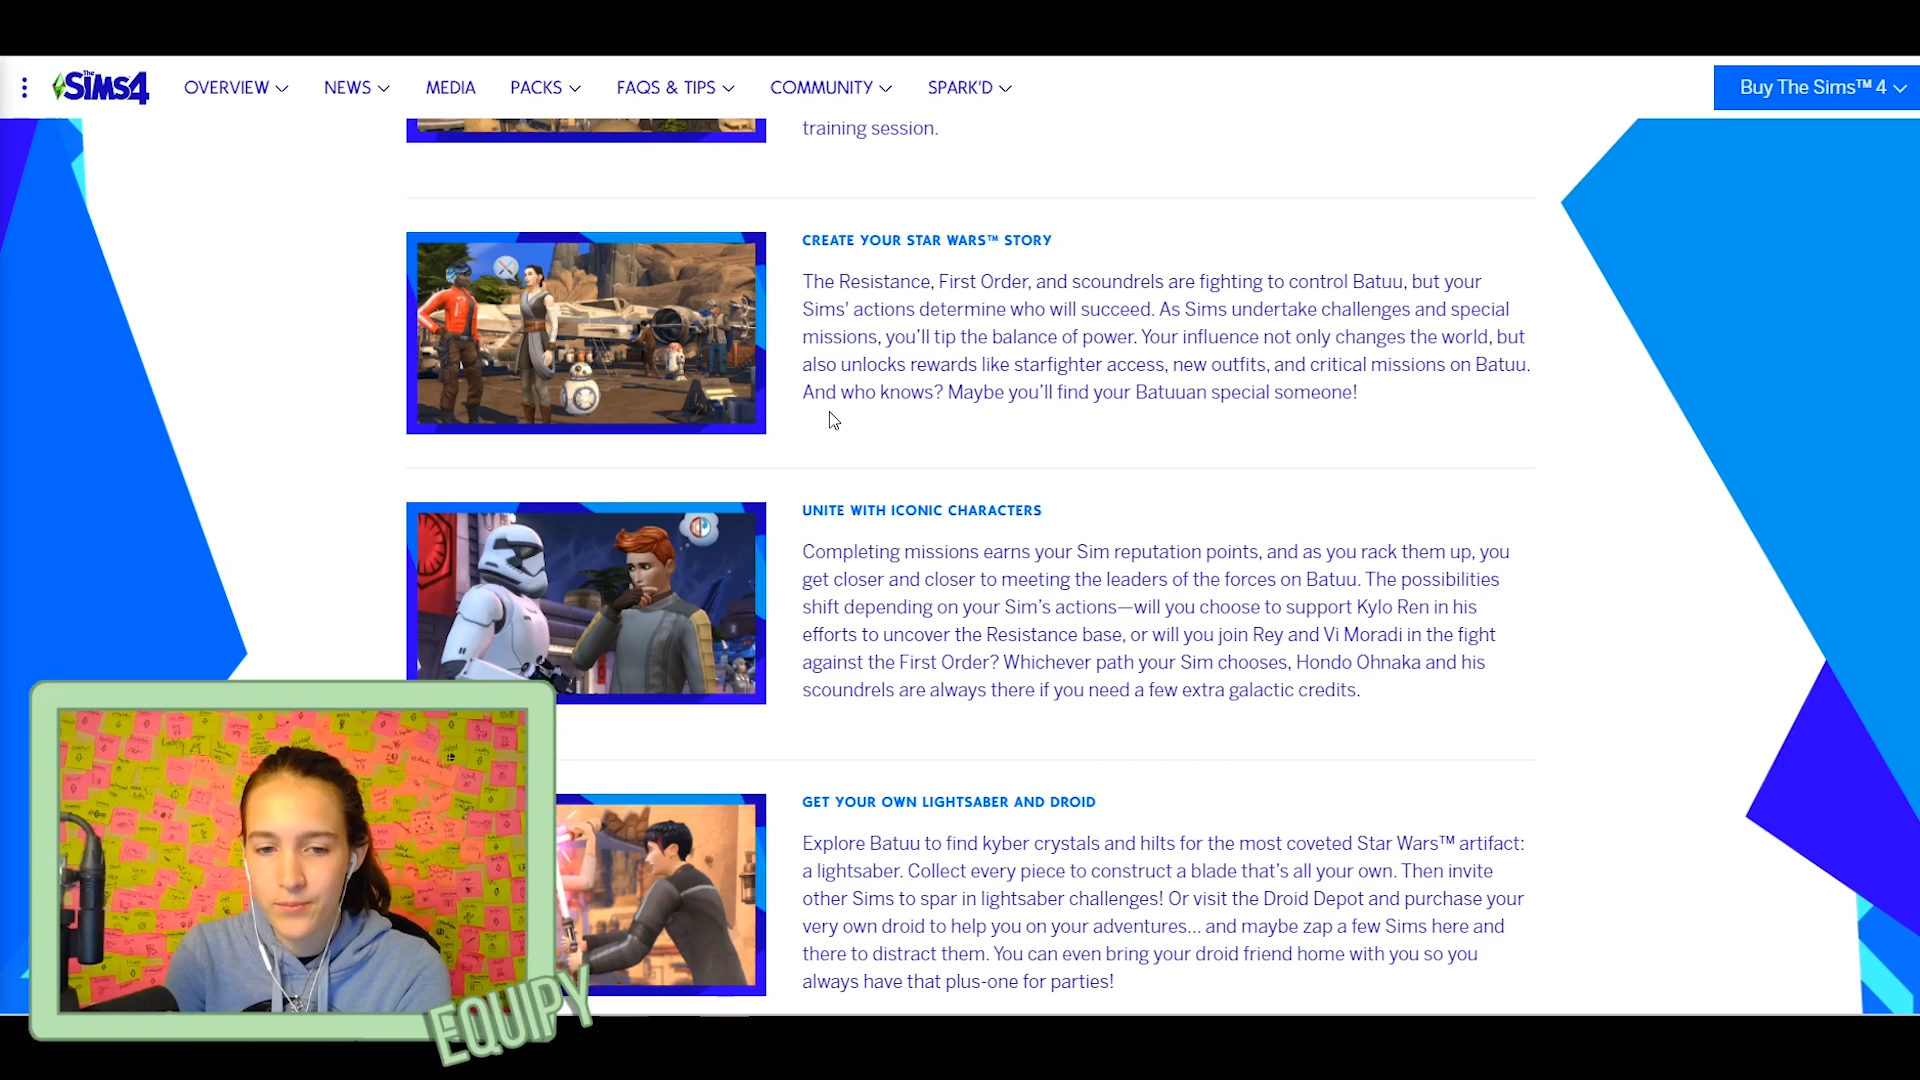 The SiMS4
OVERVIEW
NEWS
MEDIA
PACKS
FAQS & TIPS
COMMUNITY
SPARK'D
Buy The Sims™ 4
training session.
CREATE YOUR STAR WARS™ STORY
The Resistance, First Order, and scoundrels are fighting to control Batuu, but your
Sims' actions determine who will succeed. As Sims undertake challenges and special
missions, you’ll tip the balance of power. Your influence not only changes the world, but
also unlocks rewards like starfighter access, new outfits, and critical missions on Batuu.
And who knows? Maybe you’ll find your Batuuan special someone!
UNITE WITH ICONIC CHARACTERS
Completing missions earns your Sim reputation points, and as you rack them up, you
get closer and closer to meeting the leaders of the forces on Batuu. The possibilities
shift depending on your Sim’s actions—will you choose to support Kylo Ren in his
efforts to uncover the Resistance base, or will you join Rey and Vi Moradi in the fight
against the First Order? Whichever path your Sim chooses, Hondo Ohnaka and his
scoundrels are always there if you need a few extra galactic credits.
GET YOUR OWN LIGHTSABER AND DROID
Explore Batuu to find kyber crystals and hilts for the most coveted Star Wars™ artifact:
a lightsaber. Collect every piece to construct a blade that’s all your own. Then invite
other Sims to spar in lightsaber challenges! Or visit the Droid Depot and purchase your
very own droid to help you on your adventures... and maybe zap a few Sims here and
there to distract them. You can even bring your droid friend home with you so you
always have that plus-one for parties!
EQUIPY